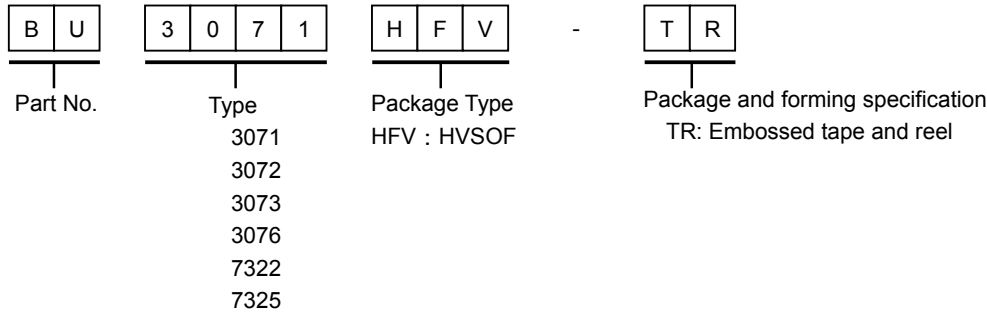 B U 3 0 7 1 H F V - T R
Part No. Type Package Type Package and forming specification
3071 HFV : HVSOF TR: Embossed tape and reel
3072
3073
3076
7322
7325